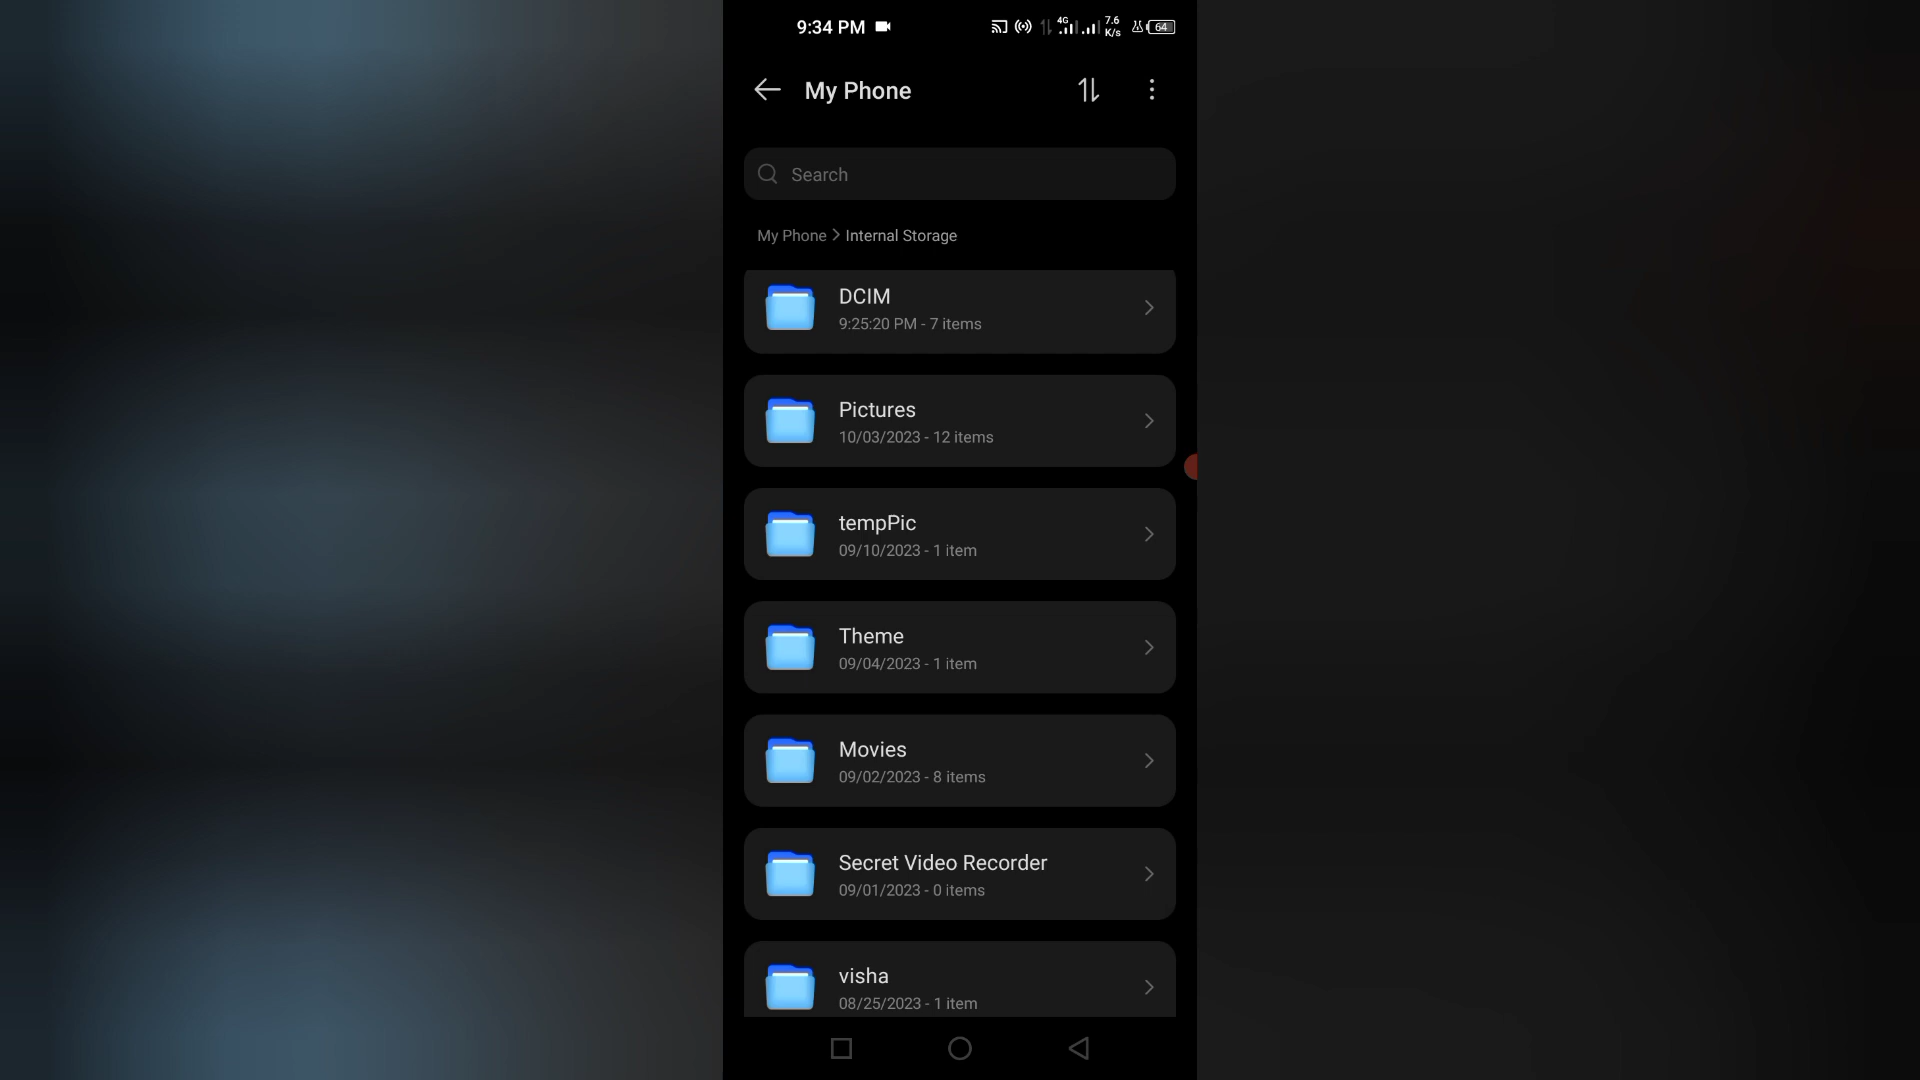 9:34 PM
4G
7.6
K/s
64
My Phone
Search
My Phone > Internal Storage
DCIM
9:25:20 PM - 7 items
Pictures
10/03/2023 - 12 items
tempPic
09/10/2023 - 1 item
Theme
09/04/2023 - 1 item
Movies
09/02/2023 - 8 items
Secret Video Recorder
09/01/2023 - 0 items
visha
08/25/2023 - 1 item